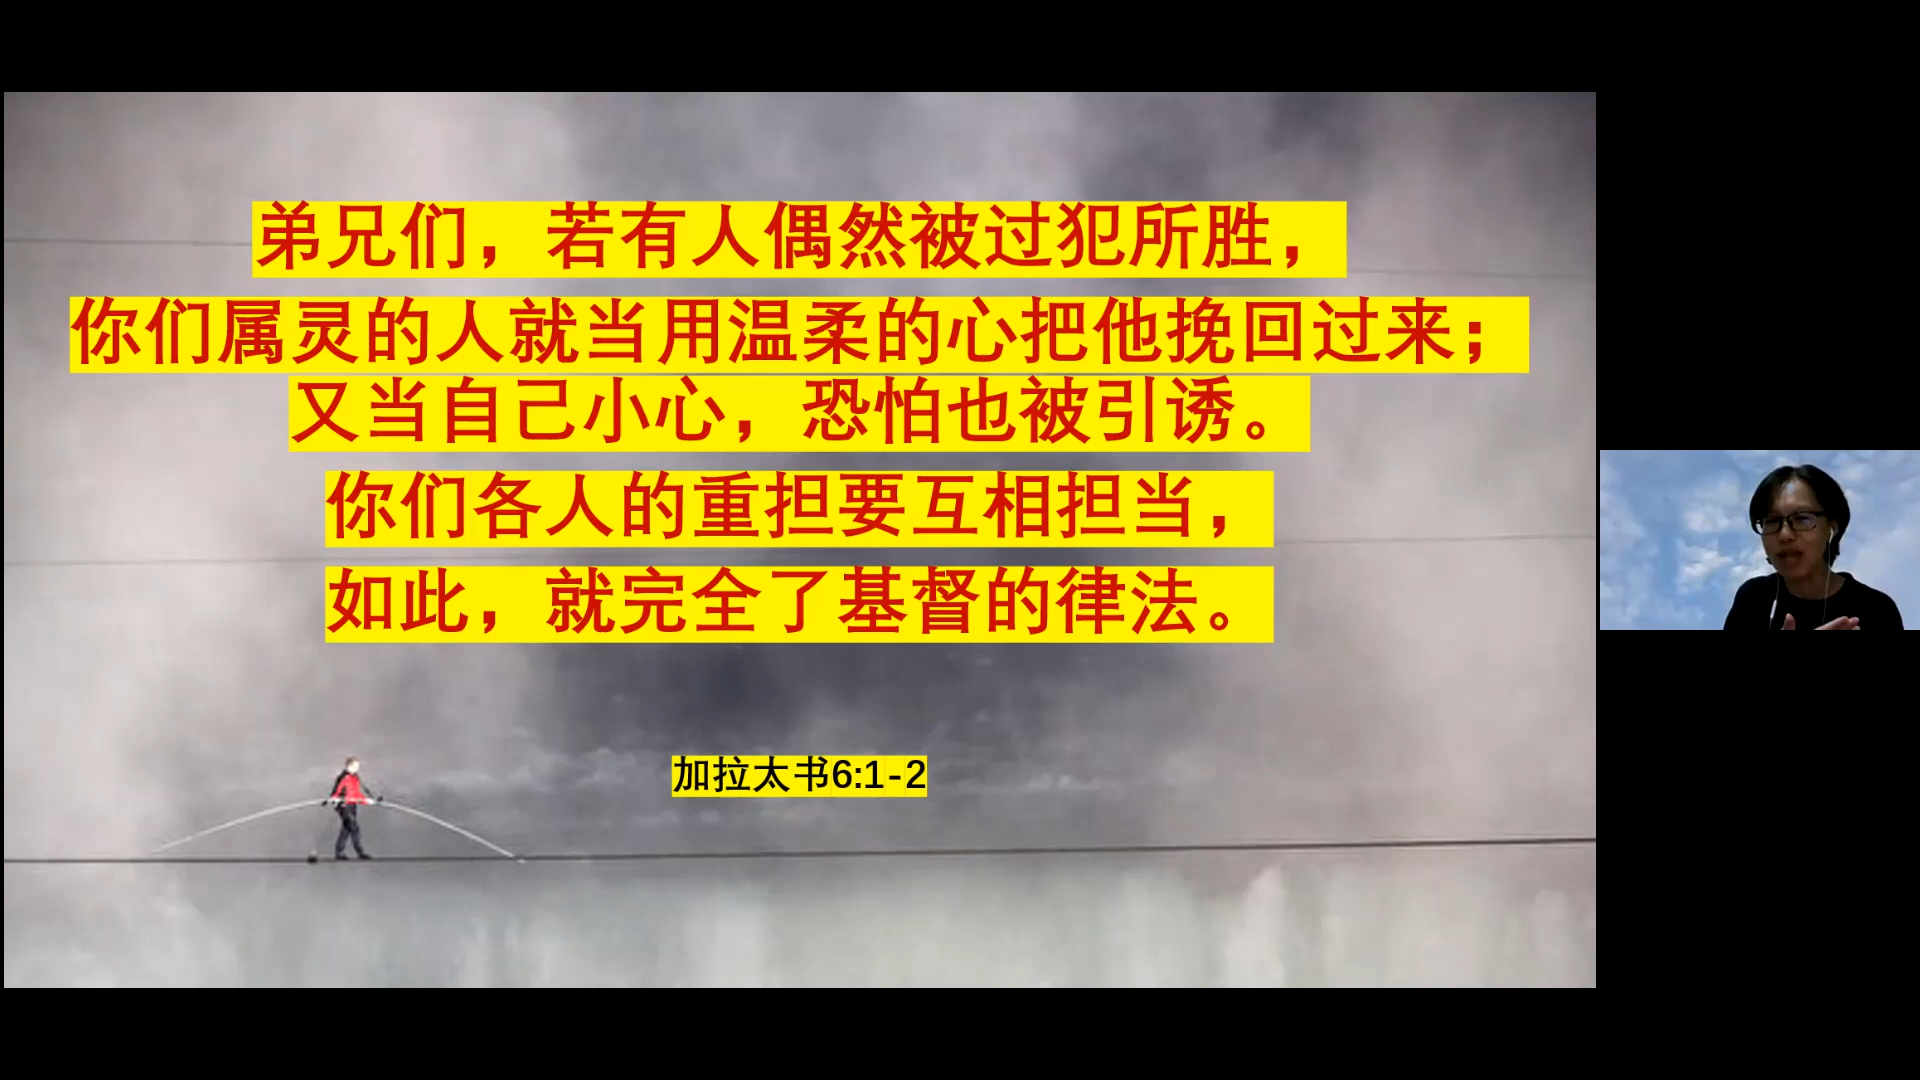 弟兄们，若有人偶然被过犯所胜，
你们属灵的人就当用温柔的心把他挽回过来；
又当自己小心，恐怕也被引诱。
你们各人的重担要互相担当，
如此，就完全了基督的律法。
加拉太书6:1-2